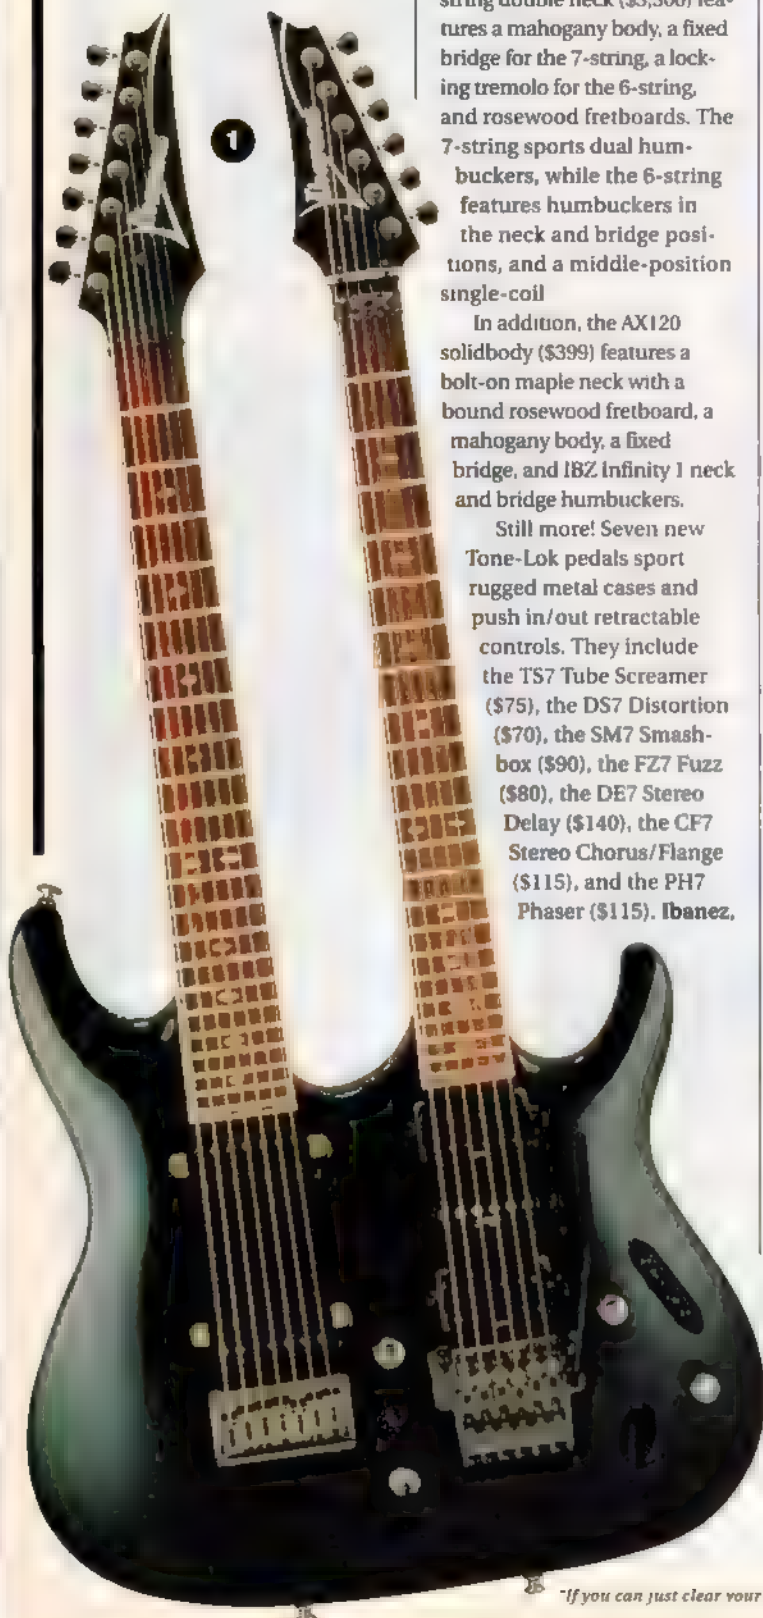 string double neck ($3,300) fea-
tures a mahogany body, a fixed
bridge for the 7-string, a lock-
ing tremolo for the 6-string,
and rosewood fretboards. The
7-string sports dual hum-
buckers, while the 6-string
features humbuckers in
the neck and bridge posi-
tions, and a middle-position
single-coil
In addition, the AX120
solidbody ($399) features a
bolt-on maple neck with a
bound rosewood fretboard, a
mahogany body, a fixed
bridge, and IBZ Infinity 1 neck
and bridge humbuckers.
Still more! Seven new
Tone-Lok pedals sport
rugged metal cases and
push in/out retractable
controls. They include
the TS7 Tube Screamer
($75), the DS7 Distortion
($70), the SM7 Smash-
box ($90), the FZ7 Fuzz
($80), the DE7 Stereo
Delay ($140), the CF7
Stereo Chorus/Flange
($115), and the PH7
Phaser ($115). Ibanez,
1
"If you can just clear your